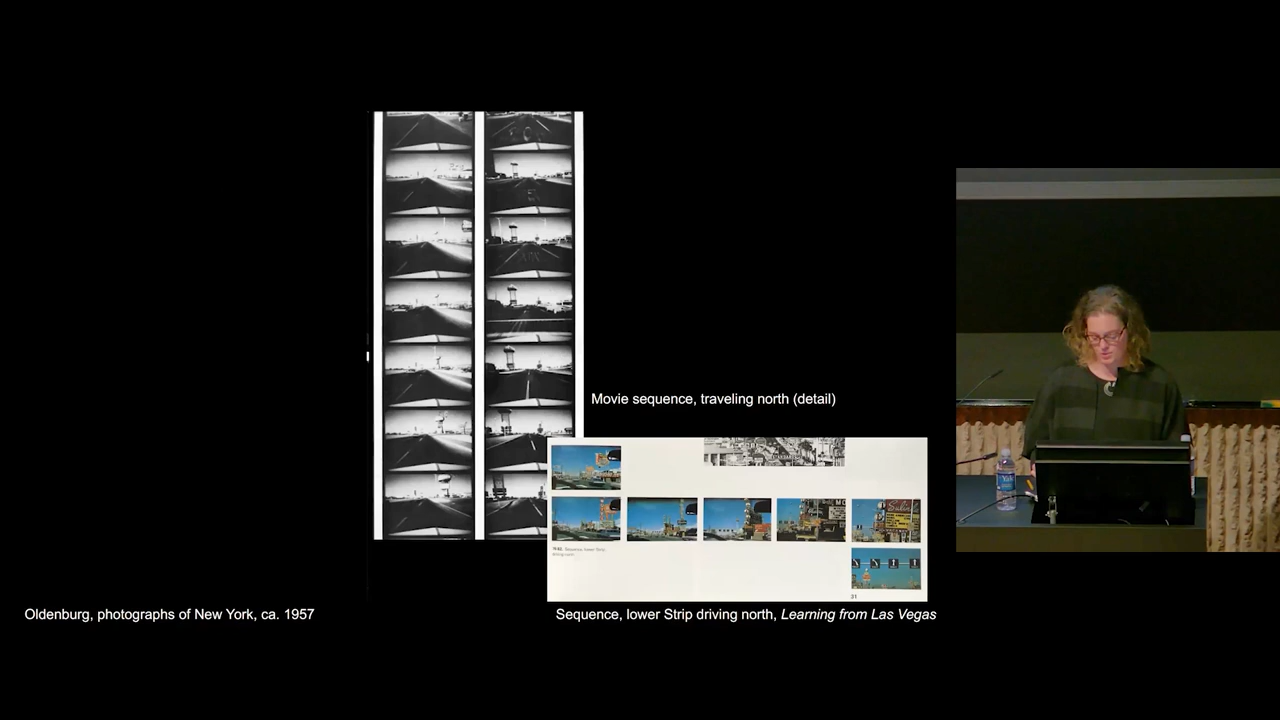 Movie sequence, traveling north (detail)
31
Oldenburg, photographs of New York, ca. 1957
Sequence, lower Strip driving north, Learning from Las Vegas